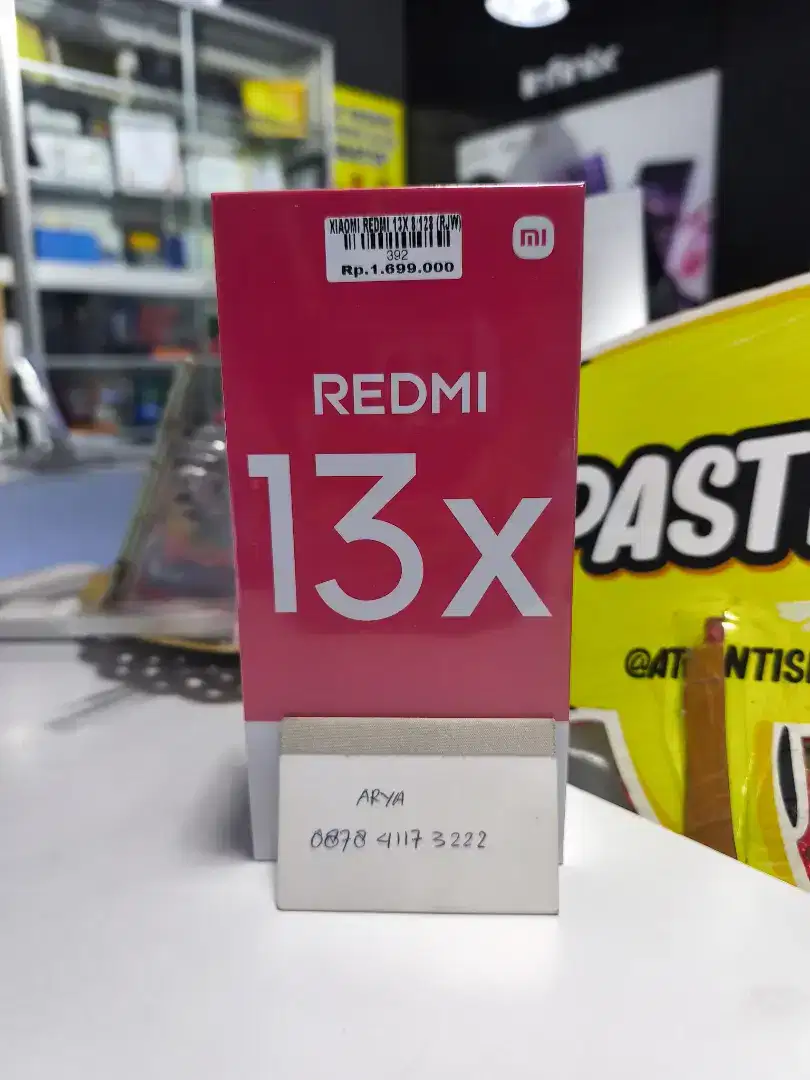 Infinix
XIAOMI REDMI 13X 8/128 (RJW)
392
Rp.1.699.000
mi
REDMI
13x
PAST
@AT NTIS
ARYA
0878 4117 3222